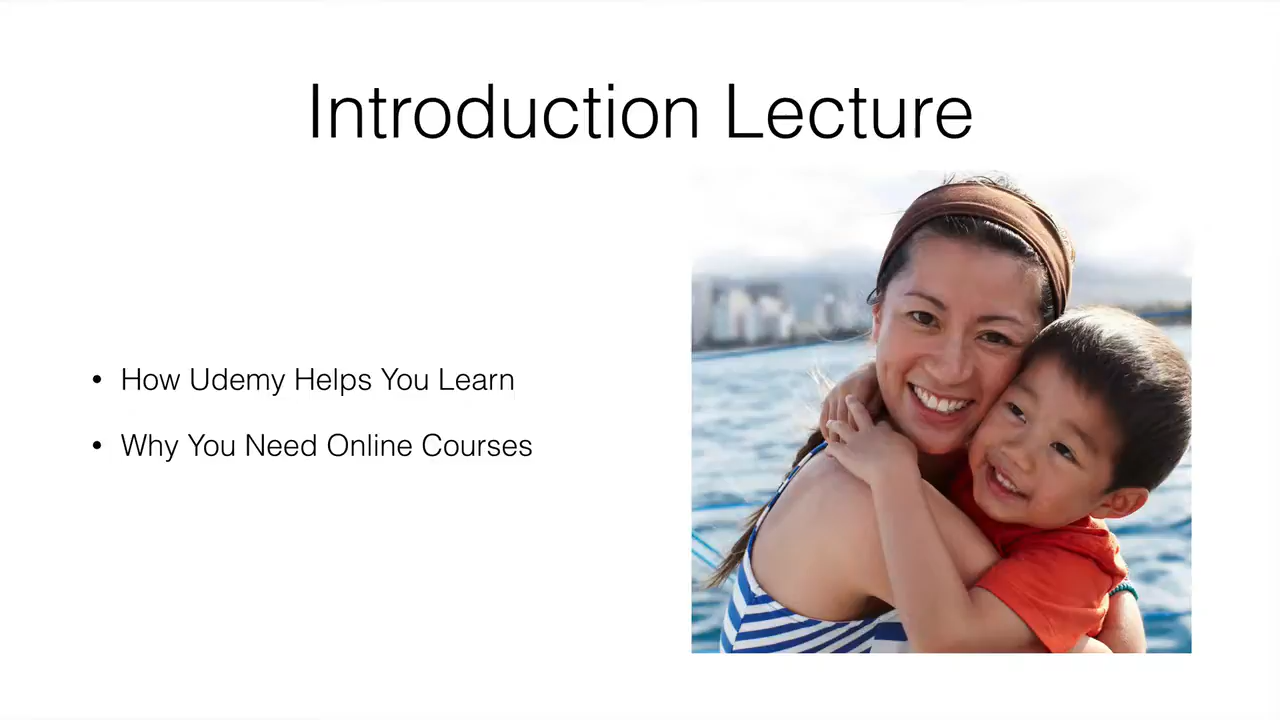 Introduction Lecture
• How Udemy Helps You Learn
• Why You Need Online Courses